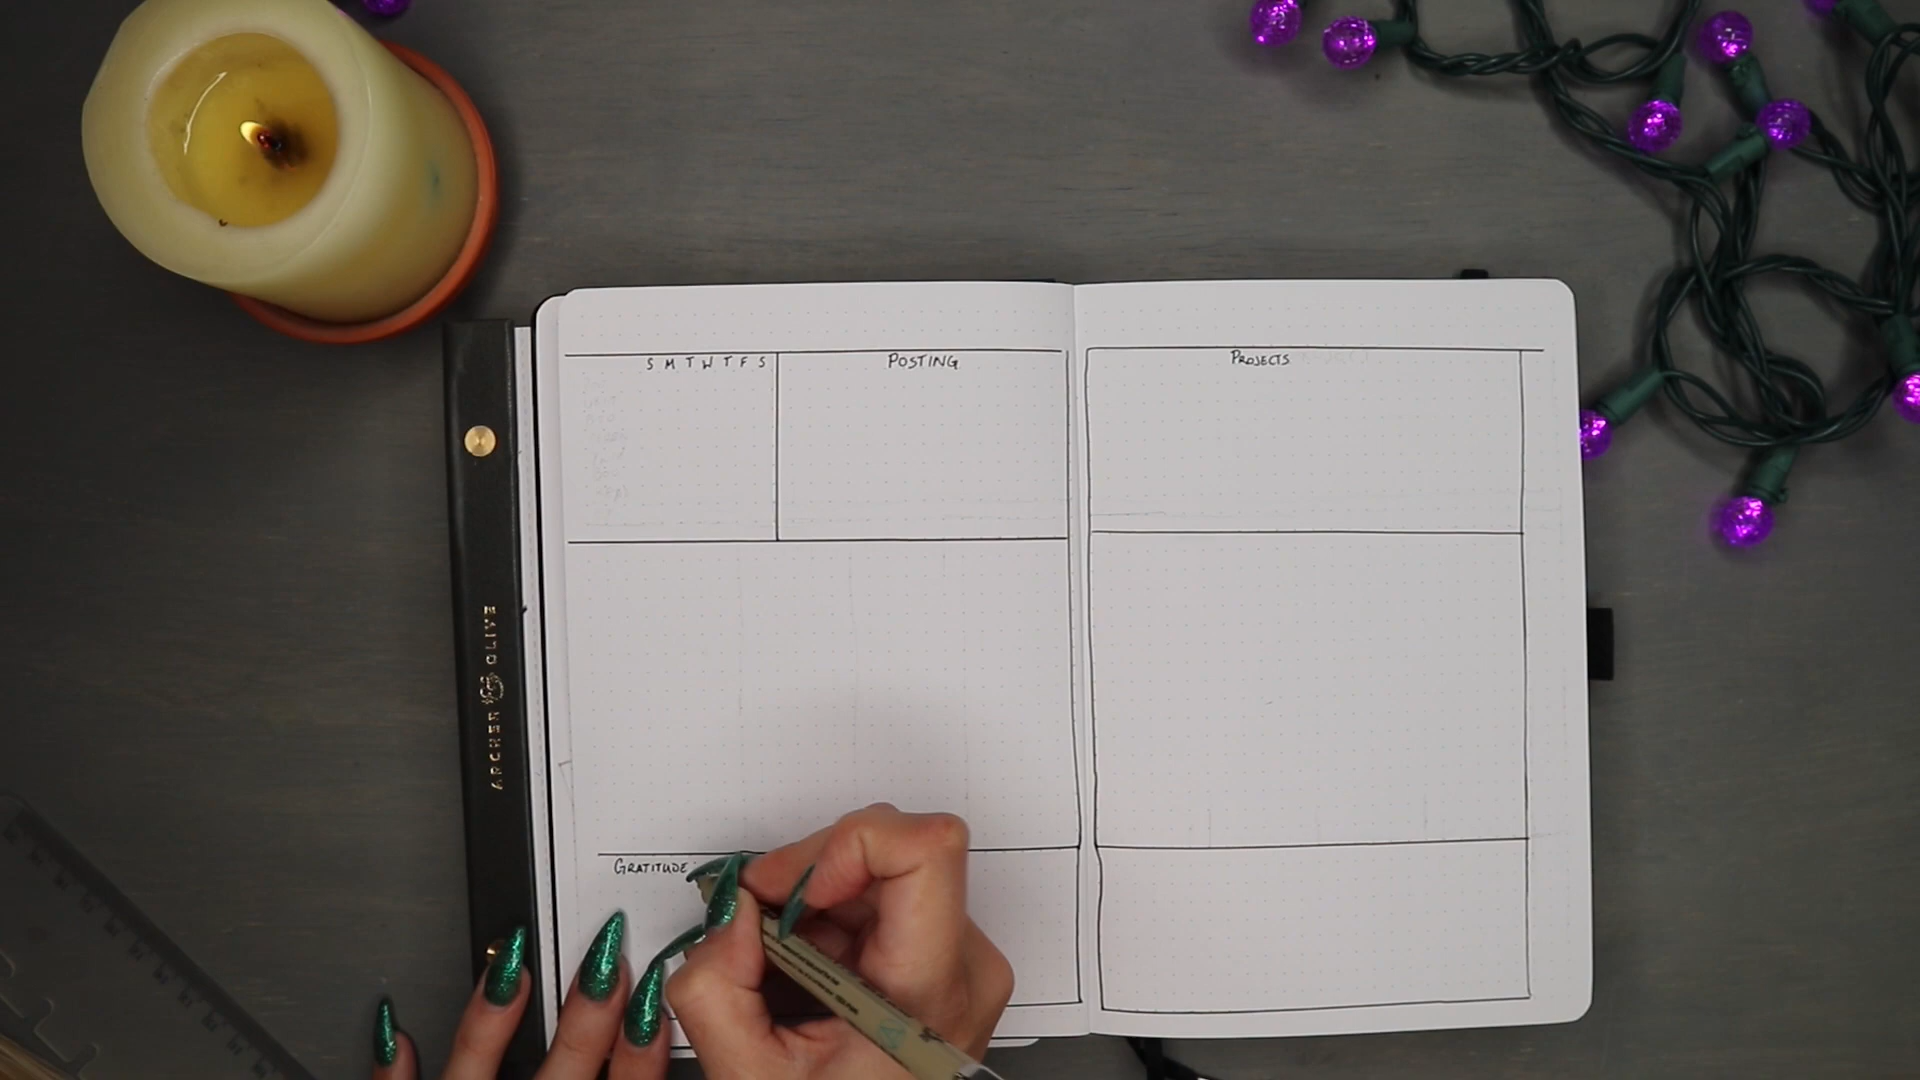 S M T W T F S
POSTING
PROJECTS
GRATITUDE:
ARCHER OLIVE